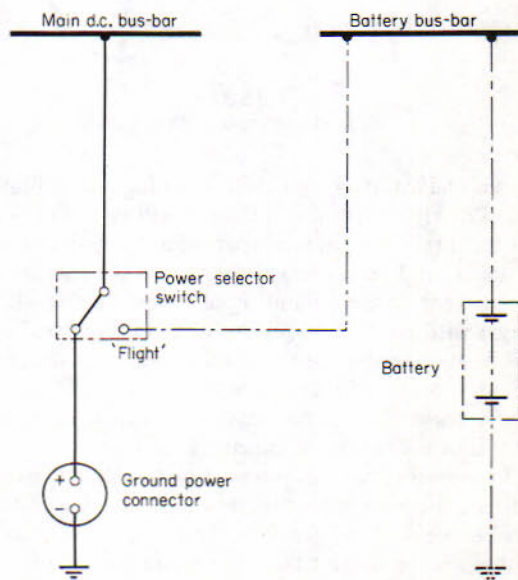 Main d.c. bus-bar
Battery bus-bar
Power selector
switch
'Flight'
Battery
Ground power
connector
+
−